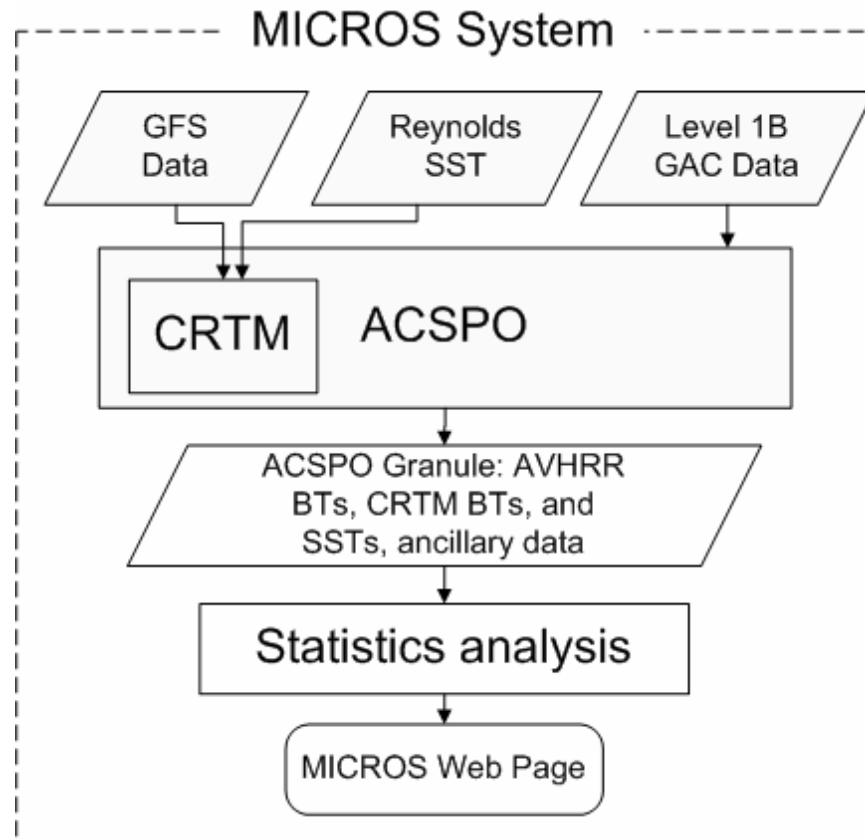 MICROS System
GFS
Data
Reynolds
SST
Level 1B
GAC Data
CRTM
ACSPO
ACSPO Granule: AVHRR
BTs, CRTM BTs, and
SSTs, ancillary data
Statistics analysis
MICROS Web Page